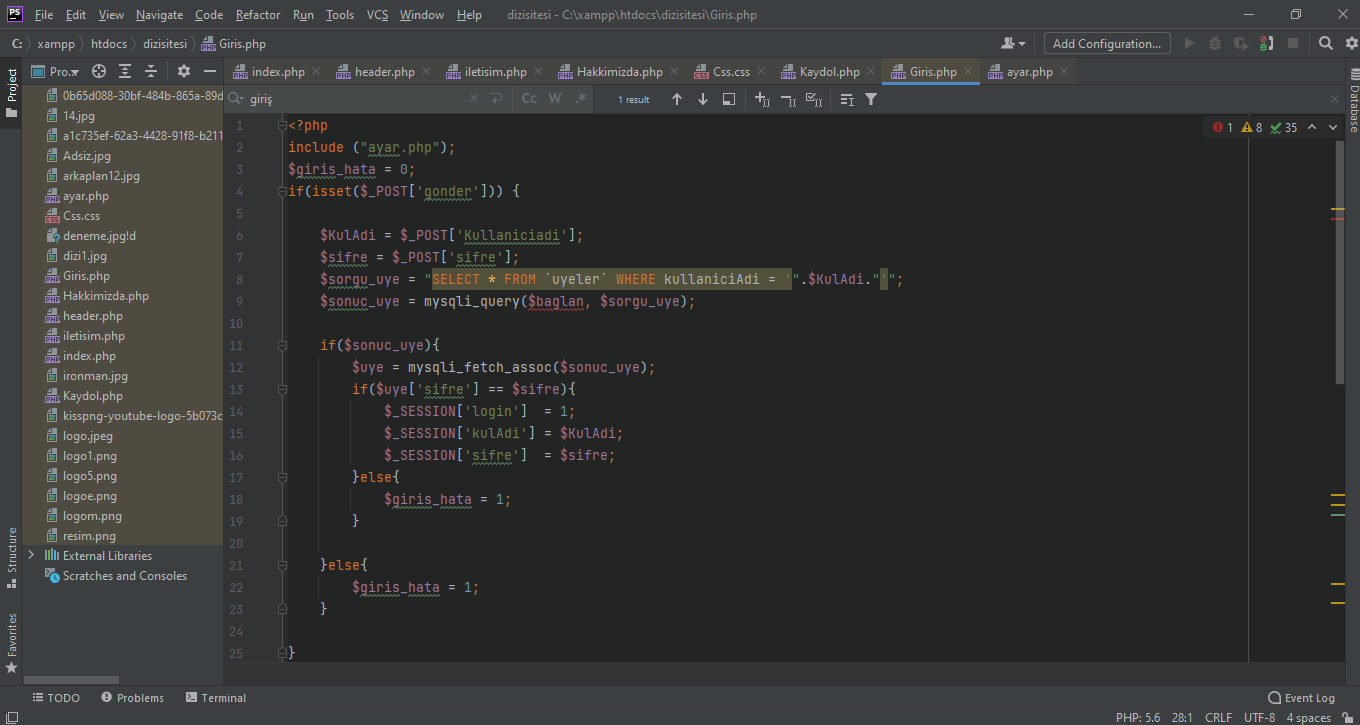 File Edit View Navigate Code Refactor Run Tools VCS Window Help dizisitesi - C:\xampp\htdocs\dizisitesi\Giris.php
C: xampp htdocs dizisitesi Giris.php
Add Configuration...
Project
Pro...
index.php
header.php
iletisim.php
Hakkimizda.php
Css.css
Kaydol.php
Giris.php
ayar.php
giriş
Cc W .*
1 result
0b65d088-30bf-484b-865a-89d
14.jpg
a1c735ef-62a3-4428-91f8-b211
Adsiz.jpg
arkaplan12.jpg
ayar.php
Css.css
deneme.jpg!d
dizi1.jpg
Giris.php
Hakkimizda.php
header.php
iletisim.php
index.php
ironman.jpg
Kaydol.php
kisspng-youtube-logo-5b073c
logo.jpeg
logo1.png
logo5.png
logoe.png
logom.png
resim.png
External Libraries
Scratches and Consoles
Structure
Favorites
Database
1 8 35
1 <?php
2 include ("ayar.php");
3 $giris_hata = 0;
4 if(isset($_POST['gonder'])) {
5
6 $KulAdi = $_POST['Kullaniciadi'];
7 $sifre = $_POST['sifre'];
8 $sorgu_uye = "SELECT * FROM `uyeler` WHERE kullaniciAdi = '".$KulAdi."'";
9 $sonuc_uye = mysqli_query($baglan, $sorgu_uye);
10
11 if($sonuc_uye){
12 $uye = mysqli_fetch_assoc($sonuc_uye);
13 if($uye['sifre'] == $sifre){
14 $_SESSION['login'] = 1;
15 $_SESSION['kulAdi'] = $KulAdi;
16 $_SESSION['sifre'] = $sifre;
17 }else{
18 $giris_hata = 1;
19 }
20
21 }else{
22 $giris_hata = 1;
23 }
24
25 }
TODO Problems Terminal Event Log
PHP: 5.6 28:1 CRLF UTF-8 4 spaces